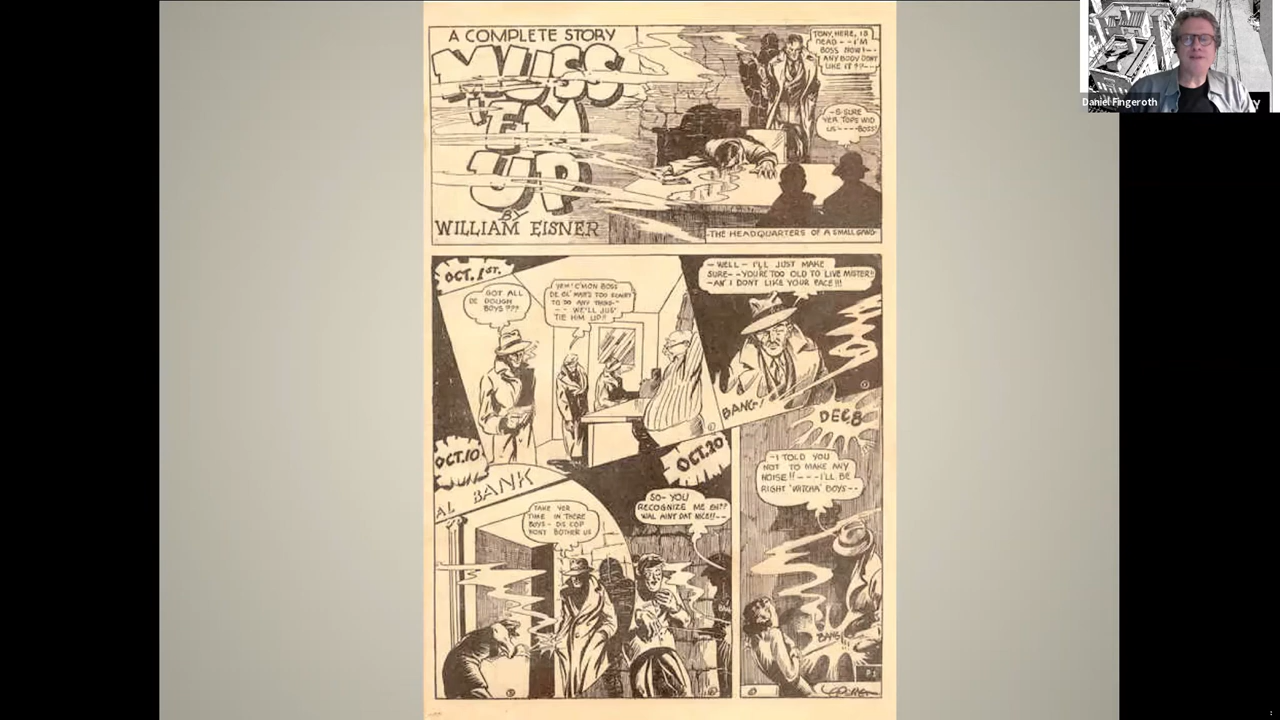 A COMPLETE STORY
MUSS
'EM
UP
BY
WILLIAM EISNER
TONY, HERE, IS
DEAD -- I'M
BOSS NOW!--
ANY BODY DON'T
LIKE IT??--
-S-SURE
YER TOPS WID
US----BOSS!
-THE HEADQUARTERS OF A SMALL GANG-
OCT. 1ST.
GOT ALL
DE DOUGH
BOYS???
YEH! C'MON BOSS
DE OL' MAN'S TOO
TO DO ANY THING--
-- WE'LL JUS'
TIE HIM UP!!
-WELL- I'LL JUST MAKE
SURE--YOU'RE TOO OLD TO LIVE MISTER!!
-AN' I DON'T LIKE YOUR FACE!!!
BANG!
OCT.10
AL BANK
TAKE YER
TIME IN THERE
BOYS- DIS COP
WON'T BOTHER US
OCT.20
SO-YOU
RECOGNIZE ME EH??
WAL AINT DAT NICE!!--
DEC.8
-I TOLD YOU
NOT TO MAKE ANY
NOISE!!---I'LL BE
RIGHT 'WITCHA' BOYS--
BANG!!!
Daniel Fingeroth